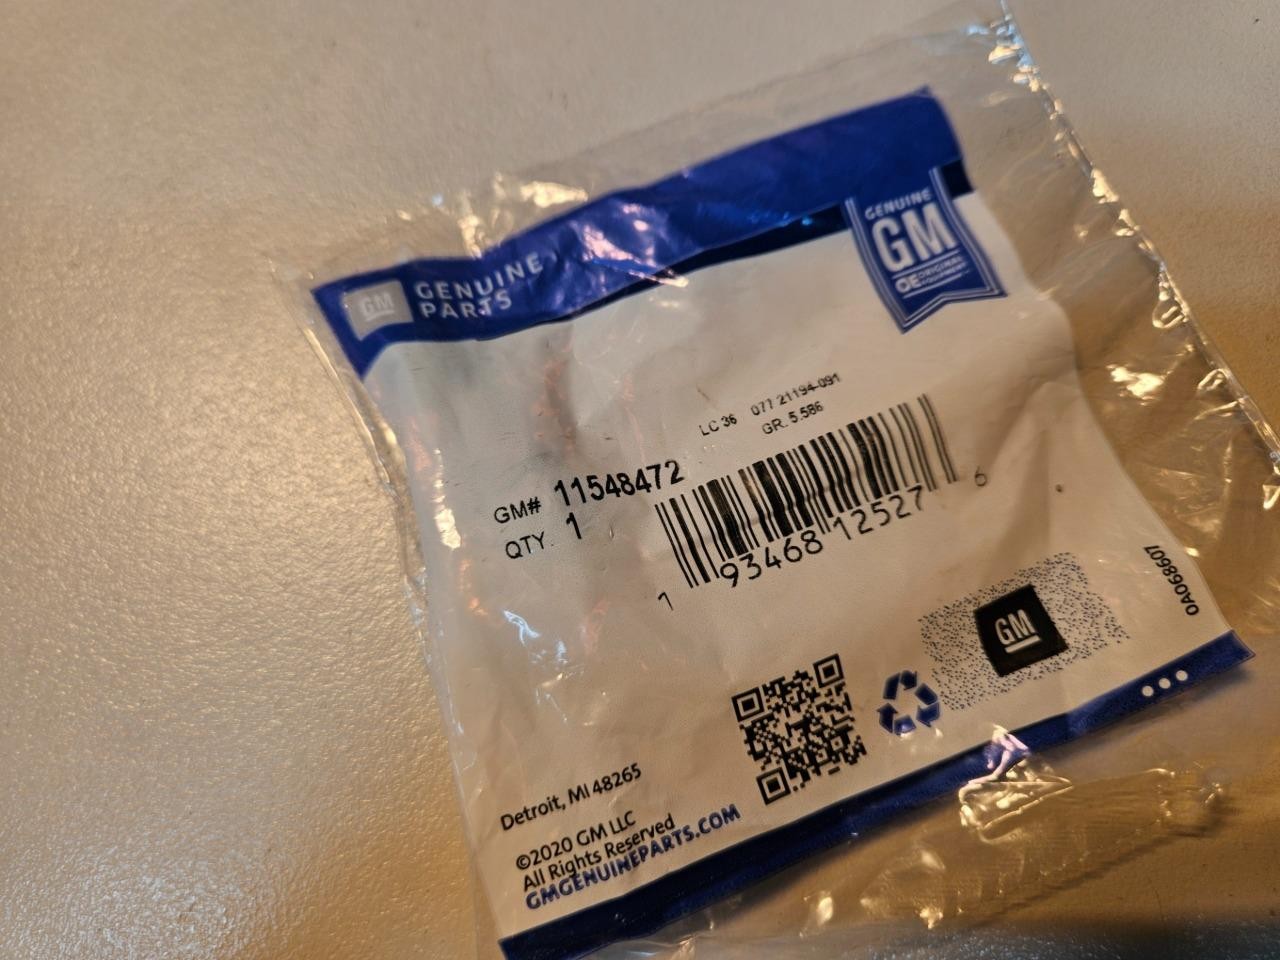 GM
GENUINE
PARTS
GENUINE
GM
OE ORIGINAL
EQUIPMENT
LC 36 077 21194-091
GR. 5.586
GM# 11548472
QTY. 1
1 93468 12527 6
0A068607
GM
Detroit, MI 48265
©2020 GM LLC
All Rights Reserved
GMGENUINEPARTS.COM